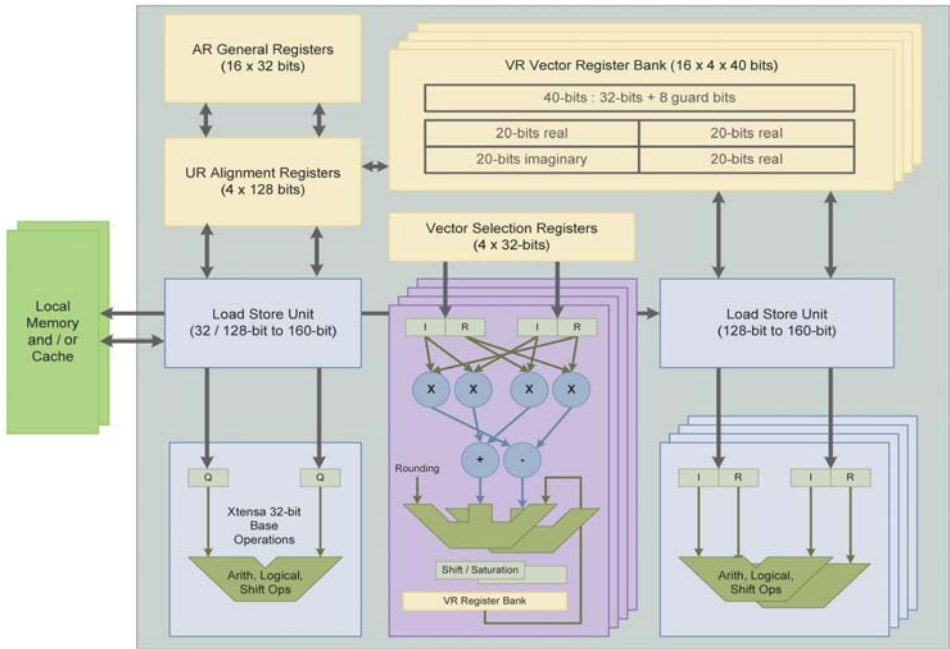 AR General Registers
(16 x 32 bits)
VR Vector Register Bank (16 x 4 x 40 bits)
40-bits : 32-bits + 8 guard bits
20-bits real
20-bits real
20-bits imaginary
20-bits real
UR Alignment Registers
(4 x 128 bits)
Vector Selection Registers
(4 x 32-bits)
Local
Memory
and / or
Cache
Load Store Unit
(32 / 128-bit to 160-bit)
Load Store Unit
(128-bit to 160-bit)
I R I R
X X X X
+ -
Rounding
Shift / Saturation
VR Register Bank
Q Q
Xtensa 32-bit
Base
Operations
Arith, Logical,
Shift Ops
I R I R
Arith, Logical,
Shift Ops